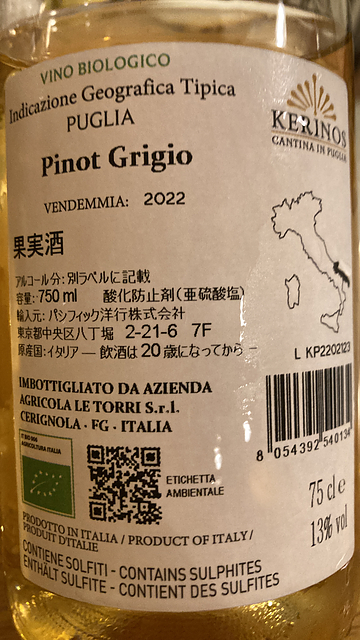 VINO BIOLOGICO
Indicazione Geografica Tipica
PUGLIA
KERINOS
CANTINA IN PUGLIA
Pinot Grigio
VENDEMMIA: 2022
果実酒
アルコール分:別ラベルに記載
容量:750 ml 酸化防止剤(亜硫酸塩)
輸入元:パシフィック洋行株式会社
東京都中央区八丁堀 2-21-6 7F
原産国:イタリア ― 飲酒は20歳になってから ―
L KP2202123
IMBOTTIGLIATO DA AZIENDA
AGRICOLA LE TORRI S.r.l.
CERIGNOLA - FG - ITALIA
8 054392 540134
IT BIO 006
AGRICOLTURA ITALIA
ETICHETTA
AMBIENTALE
75 cl e
13% vol
PRODOTTO IN ITALIA / PRODUCT OF ITALY /
PRODUIT D'ITALIE
CONTIENE SOLFITI - CONTAINS SULPHITES
ENTHÄLT SULFITE - CONTIENT DES SULFITES